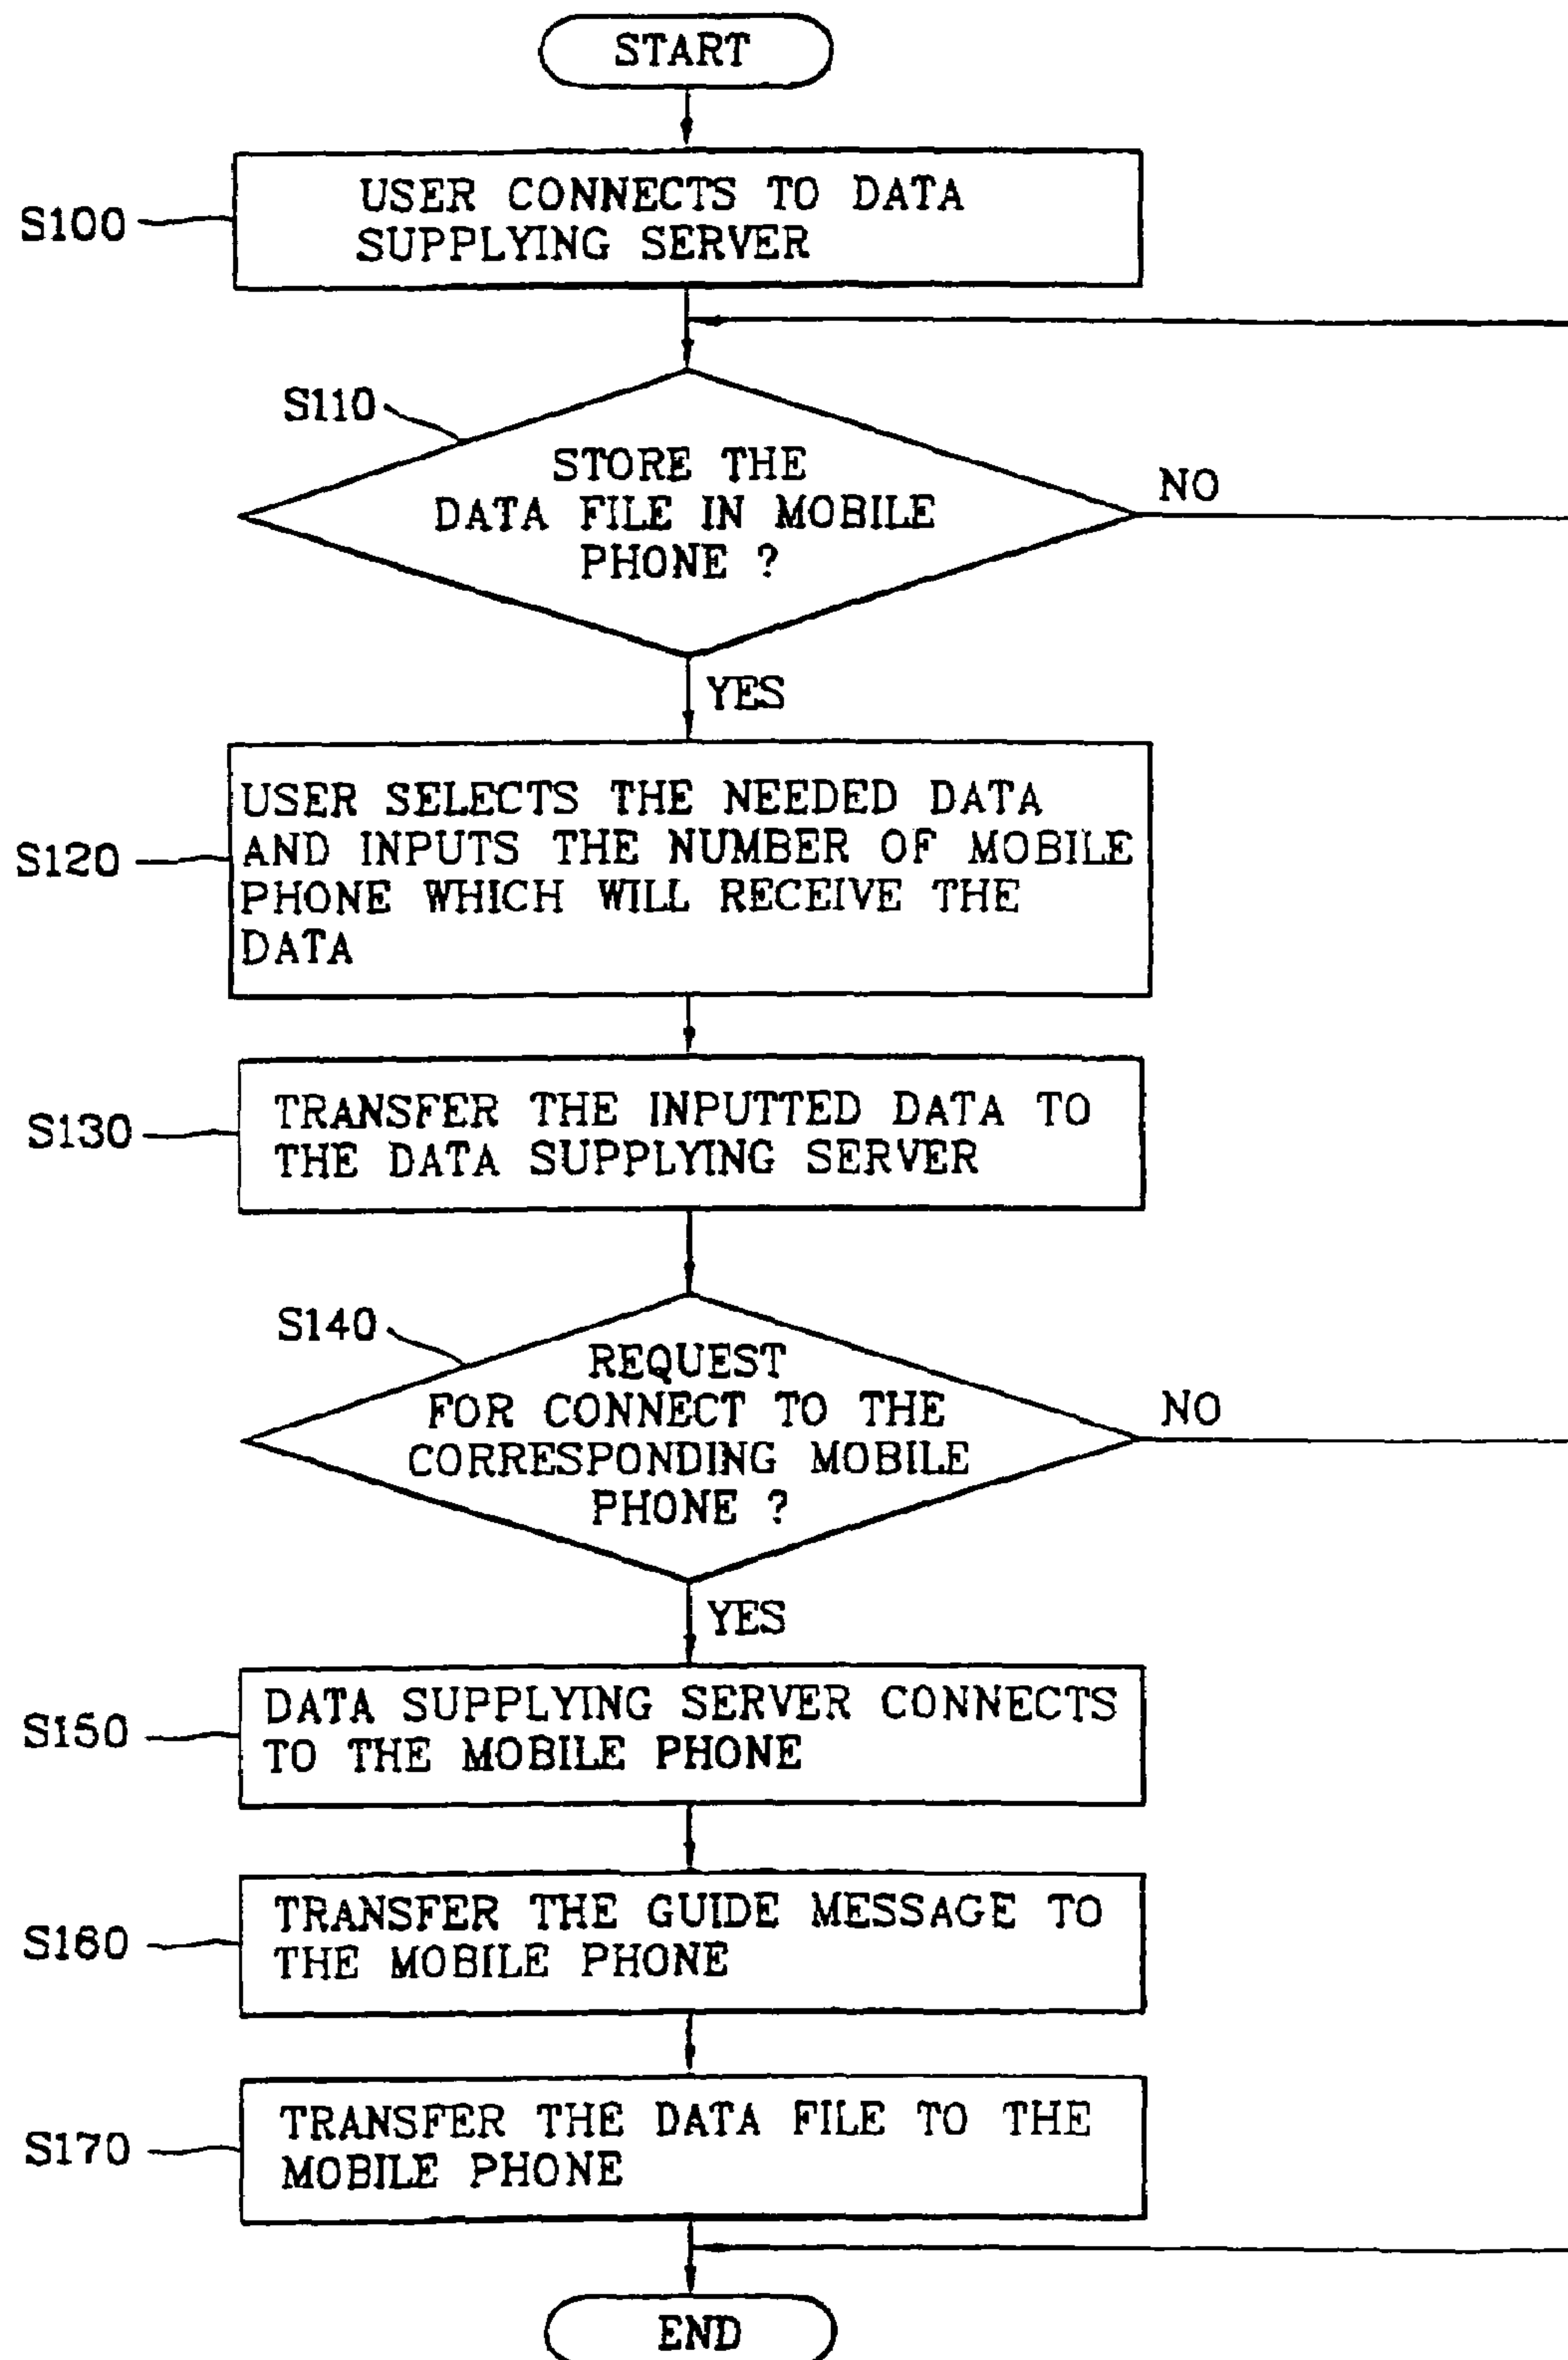 START
S100
USER CONNECTS TO DATA
SUPPLYING SERVER
S110
STORE THE
DATA FILE IN MOBILE
PHONE ?
NO
YES
S120
USER SELECTS THE NEEDED DATA
AND INPUTS THE NUMBER OF MOBILE
PHONE WHICH WILL RECEIVE THE
DATA
S130
TRANSFER THE INPUTTED DATA TO
THE DATA SUPPLYING SERVER
S140
REQUEST
FOR CONNECT TO THE
CORRESPONDING MOBILE
PHONE ?
NO
YES
S150
DATA SUPPLYING SERVER CONNECTS
TO THE MOBILE PHONE
S160
TRANSFER THE GUIDE MESSAGE TO
THE MOBILE PHONE
S170
TRANSFER THE DATA FILE TO THE
MOBILE PHONE
END